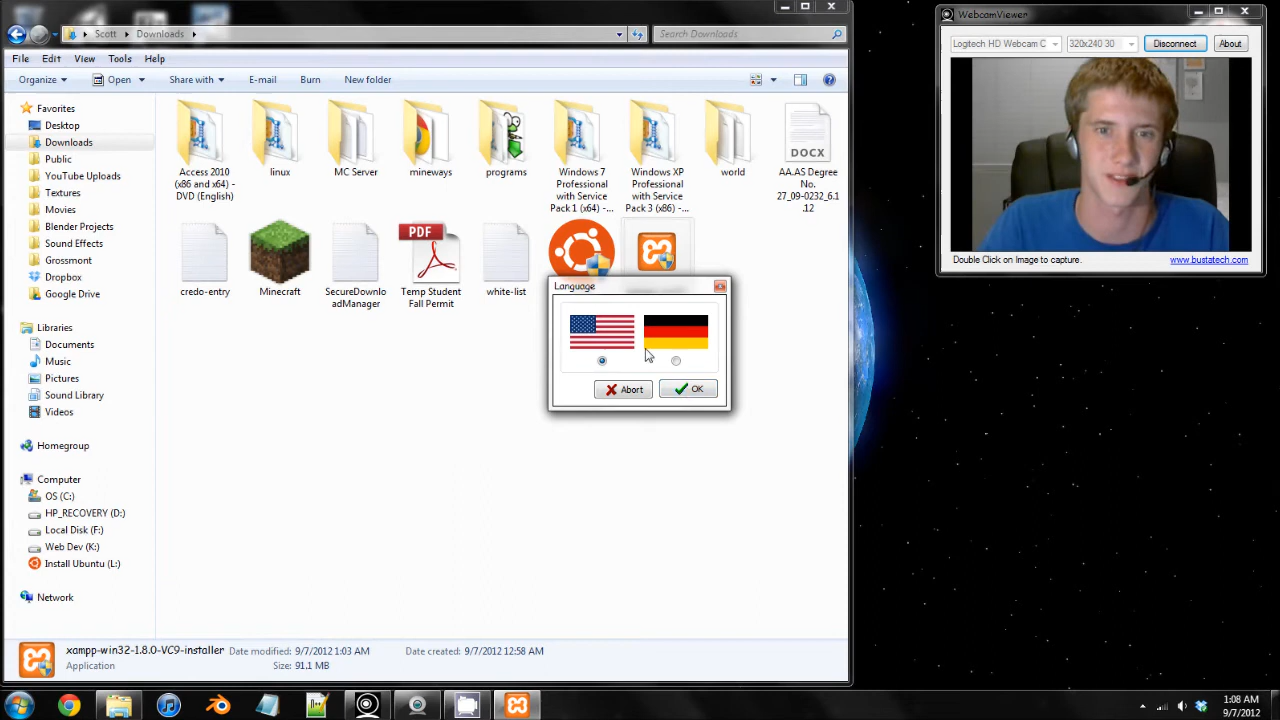 Scott
Downloads
Search Downloads
File Edit View Tools Help
Organize Open Share with E-mail Burn New folder
Favorites
Desktop
Downloads
Public
YouTube Uploads
Textures
Movies
Blender Projects
Sound Effects
Grossmont
Dropbox
Google Drive
Libraries
Documents
Music
Pictures
Sound Library
Videos
Homegroup
Computer
OS (C:)
HP_RECOVERY (D:)
Local Disk (F:)
Web Dev (K:)
Install Ubuntu (L:)
Network
Access 2010
(x86 and x64) -
DVD (English)
linux
MC Server
mineways
programs
Windows 7
Professional
with Service
Pack 1 (x64) -...
Windows XP
Professional
with Service
Pack 3 (x86) -...
world
DOCX
AA.AS Degree
No.
27_09-0232_6.1
.12
credo-entry
Minecraft
SecureDownlo
adManager
PDF
Temp Student
Fall Permit
white-list
Language
Abort
OK
xampp-win32-1.8.0-VC9-installer
Application
Date modified: 9/7/2012 1:03 AM
Size: 91.1 MB
Date created: 9/7/2012 12:58 AM
WebcamViewer
Logitech HD Webcam C
320x240 30
Disconnect
About
Double Click on Image to capture.
www.bustatech.com
1:08 AM
9/7/2012